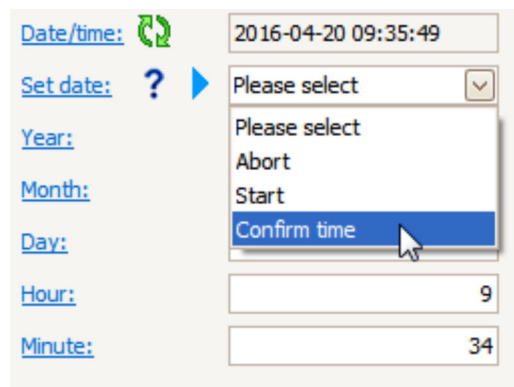 Date/time: 2016-04-20 09:35:49
Set date: ? Please select
Please select
Year:
Abort
Month: Start
Confirm time
Day:
Hour: 9
Minute: 34